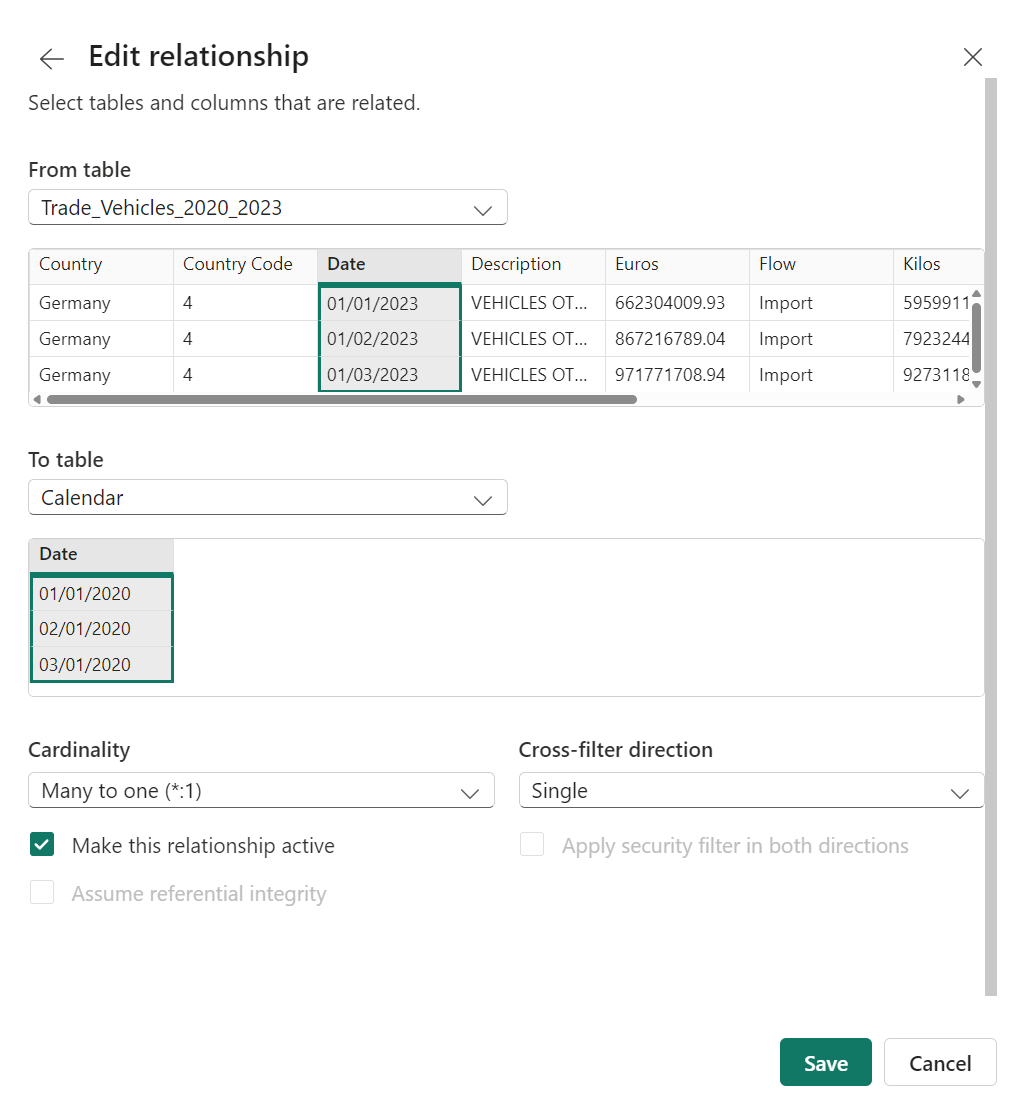 Edit relationship
Select tables and columns that are related.
From table
Trade_Vehicles_2020_2023
Country Country Code Date Description Euros Flow Kilos
Germany 4 01/01/2023 VEHICLES OT... 662304009.93 Import 5959911
Germany 4 01/02/2023 VEHICLES OT... 867216789.04 Import 7923244
Germany 4 01/03/2023 VEHICLES OT... 971771708.94 Import 9273118
To table
Calendar
Date
01/01/2020
02/01/2020
03/01/2020
Cardinality Cross-filter direction
Many to one (*:1) Single
Make this relationship active Apply security filter in both directions
Assume referential integrity
Save Cancel